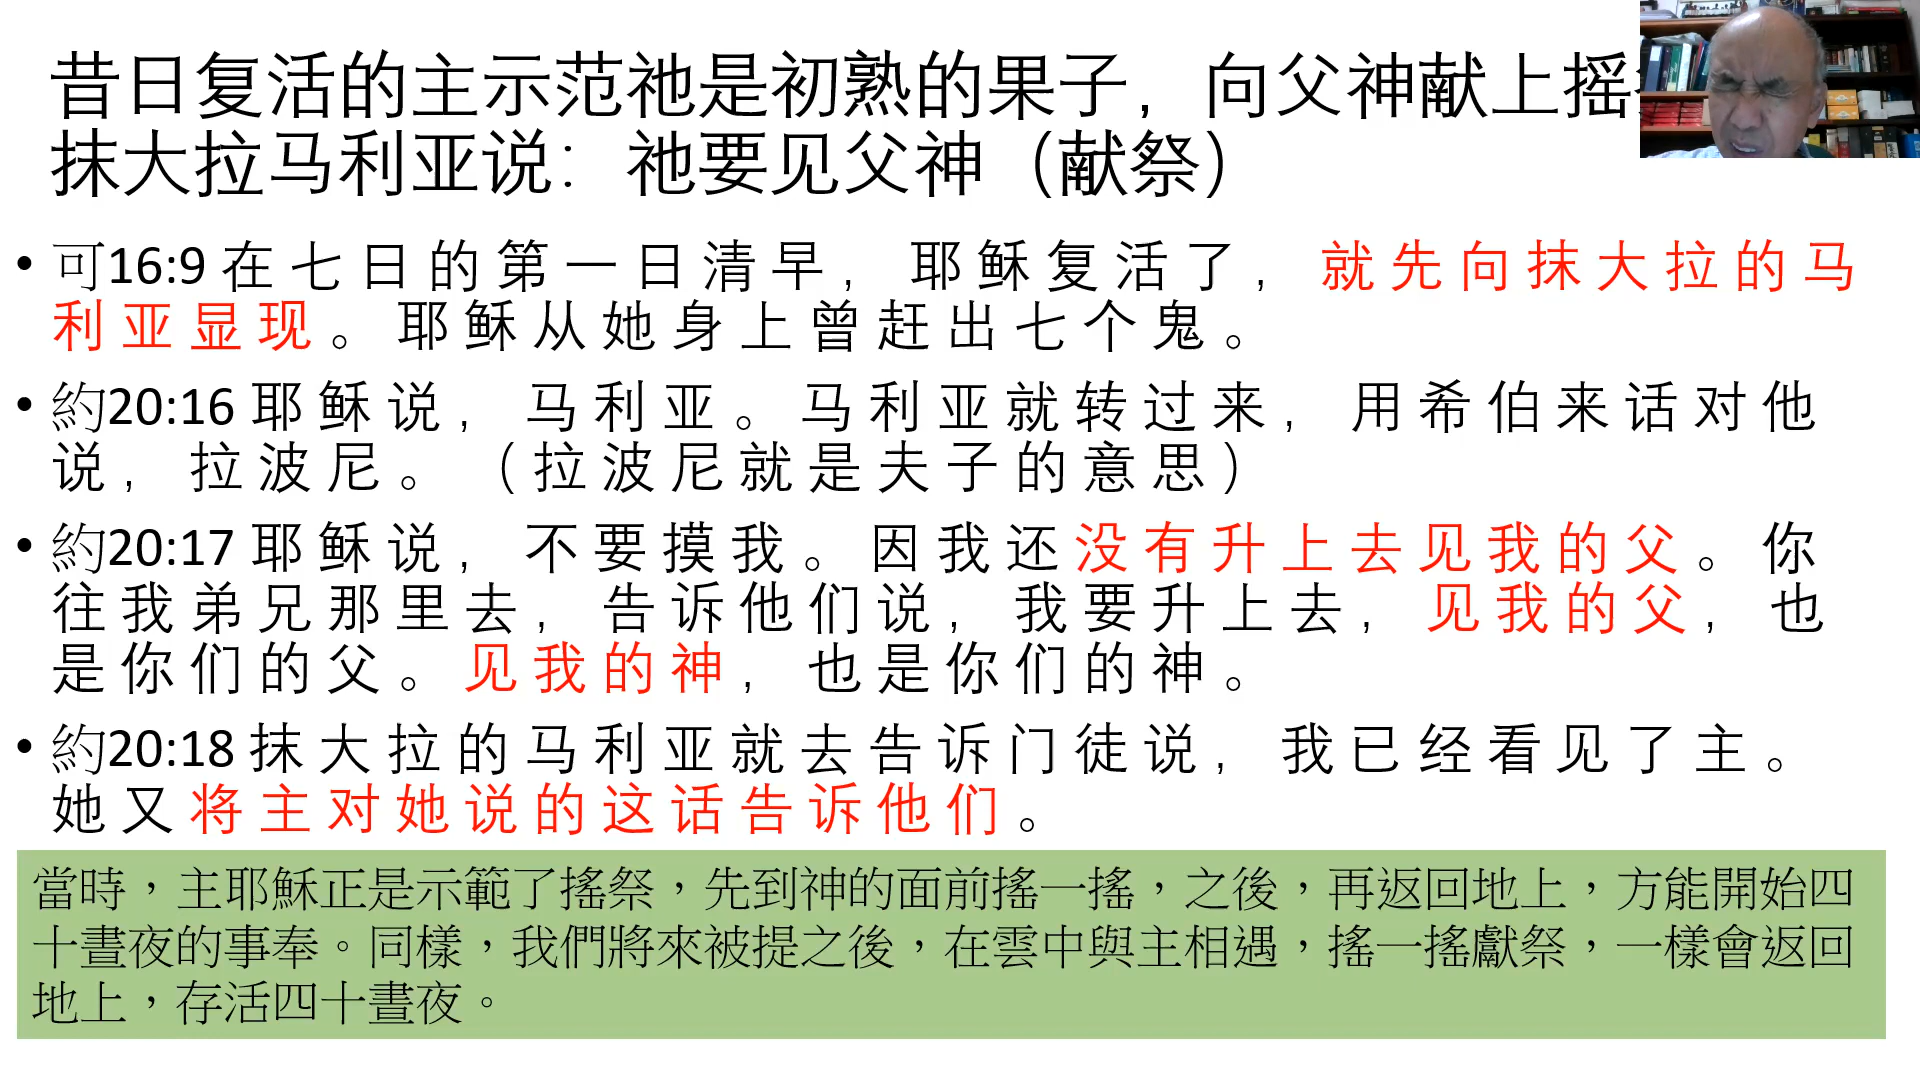 昔日复活的主示范祂是初熟的果子，向父神献上摇
抹大拉马利亚说：祂要见父神（献祭）
• 可16:9 在七日的第一日清早，耶稣复活了，就先向抹大拉的马
利亚显现。耶稣从她身上曾赶出七个鬼。
• 約20:16 耶稣说，马利亚。马利亚就转过来，用希伯来话对他
说，拉波尼。（拉波尼就是夫子的意思）
• 約20:17 耶稣说，不要摸我。因我还没有升上去见我的父。你
往我弟兄那里去，告诉他们说，我要升上去，见我的父，也
是你们的父。见我的神，也是你们的神。
• 約20:18 抹大拉的马利亚就去告诉门徒说，我已经看见了主。
她又将主对她说的这话告诉他们。
當時，主耶穌正是示範了搖祭，先到神的面前搖一搖，之後，再返回地上，方能開始四
十晝夜的事奉。同樣，我們將來被提之後，在雲中與主相遇，搖一搖獻祭，一樣會返回
地上，存活四十晝夜。